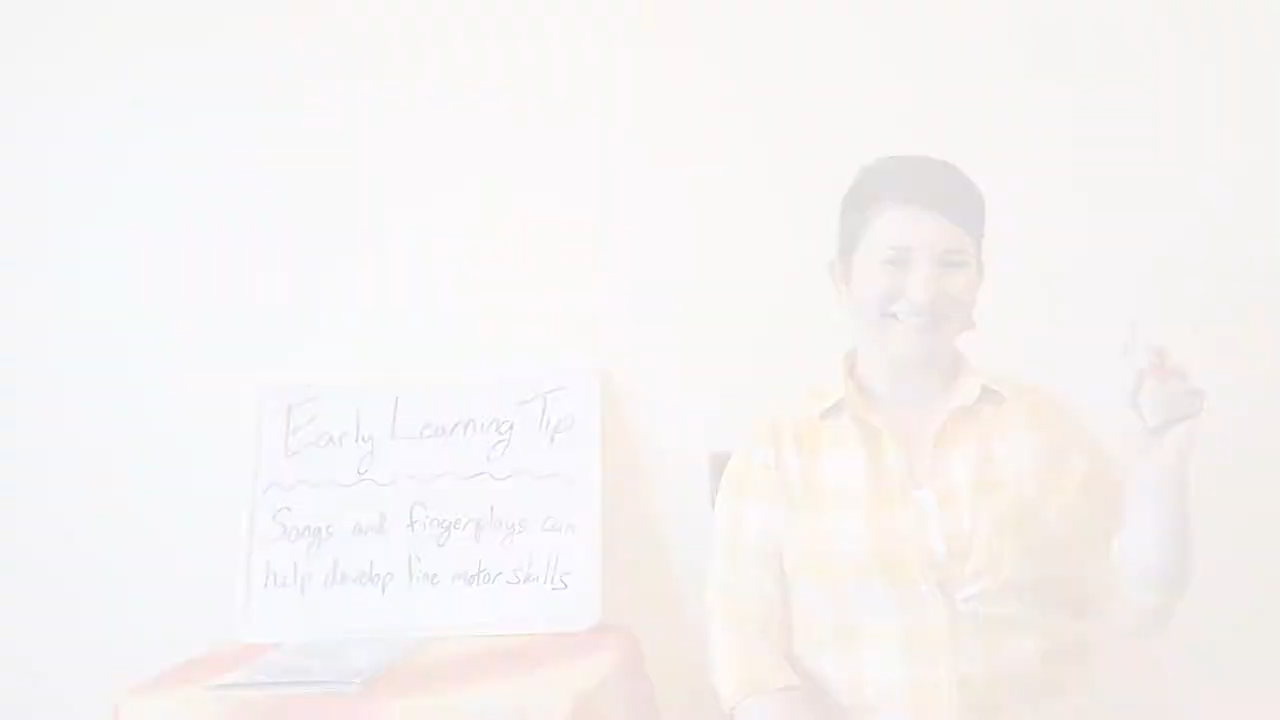 Early Learning Tip
Songs and fingerplays can
help develop fine motor skills